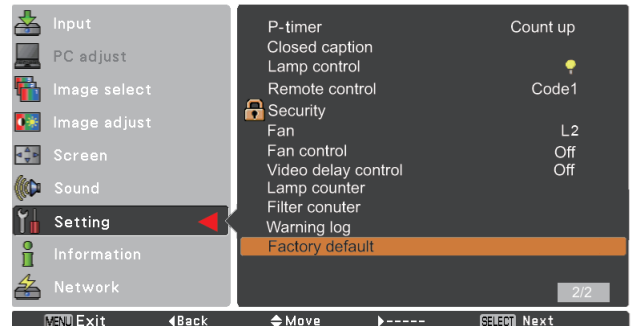 Input
PC adjust
Image select
Image adjust
Screen
Sound
Setting
Information
Network
P-timer Count up
Closed caption
Lamp control
Remote control Code1
Security
Fan L2
Fan control Off
Video delay control Off
Lamp counter
Filter conuter
Warning log
Factory default
2/2
MENU Exit Back Move ----- SELECT Next